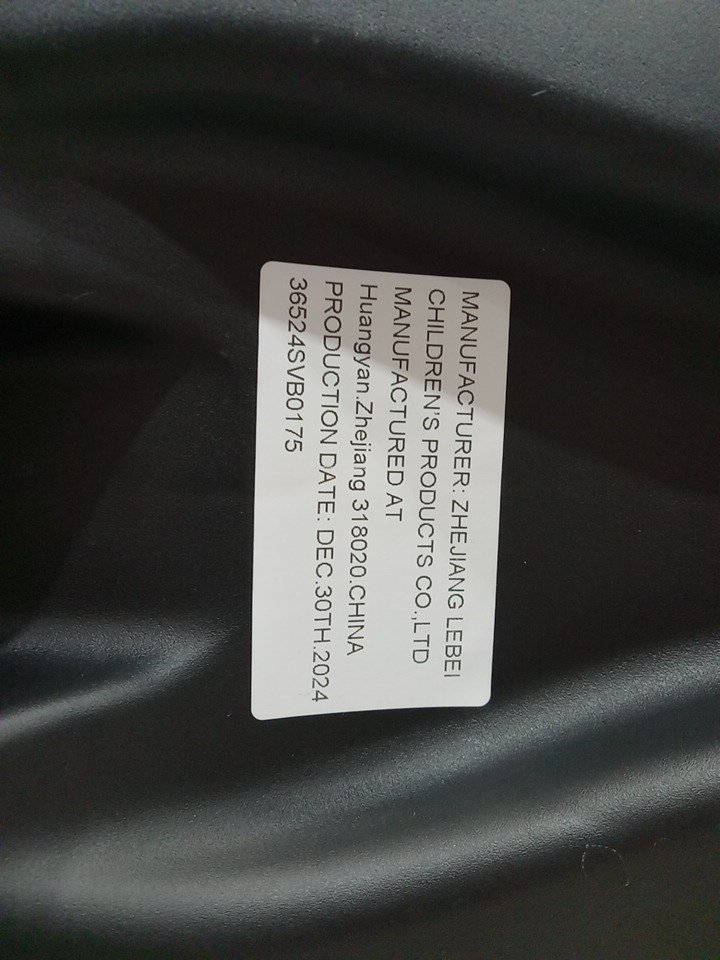 MANUFACTURER: ZHEJIANG LEBEI
CHILDREN'S PRODUCTS CO.,LTD
MANUFACTURED AT
Huangyan.Zhejiang 318020.CHINA
PRODUCTION DATE: DEC.30TH.2024
36524SVB0175